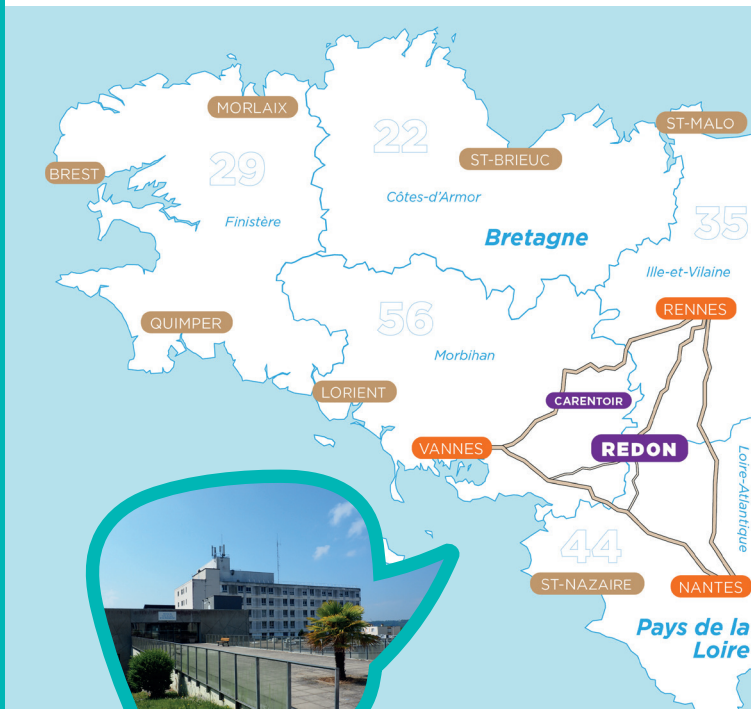 MORLAIX
22
ST-MALO
ST-BRIEUC
BREST
29
Côtes-d'Armor
Finistère
35
Bretagne
Ille-et-Vilaine
RENNES
QUIMPER
56
Morbihan
LORIENT
CARENTOIR
VANNES
REDON
Loire-Atlantique
44
ST-NAZAIRE
NANTES
Pays de la
Loire